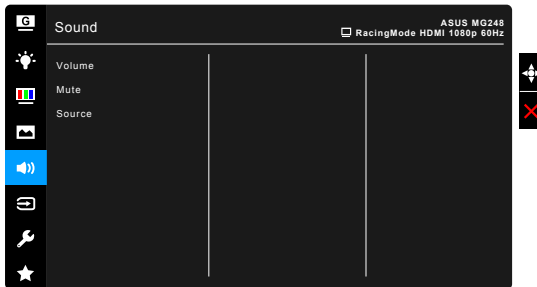 G
Sound
ASUS MG248
RacingMode HDMI 1080p 60Hz
Volume
Mute
Source